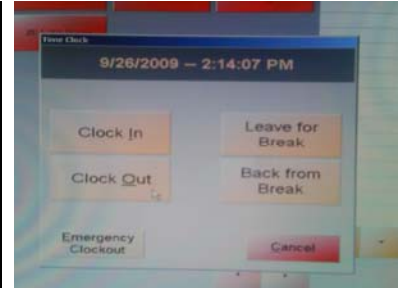 Time Clock
9/26/2009 — 2:14:07 PM
Clock In
Leave for
Break
Clock Out
Back from
Break
Emergency
Clockout
Cancel